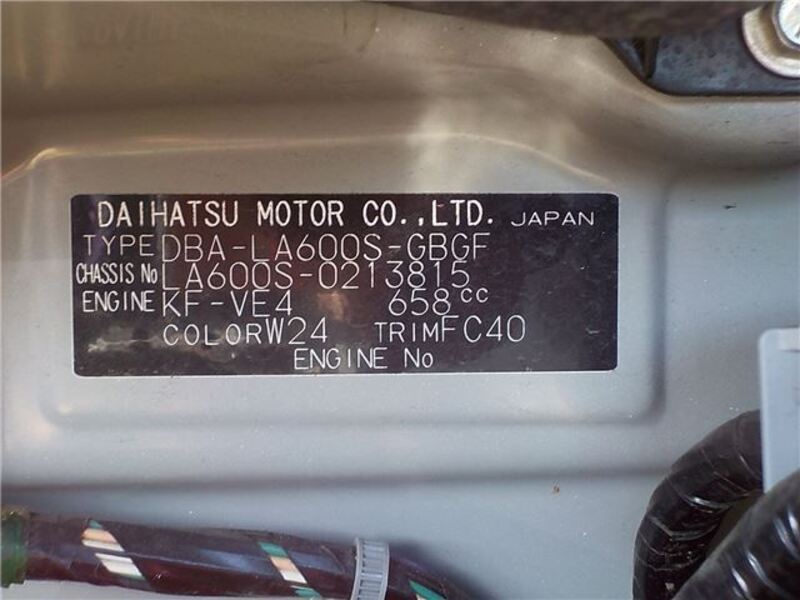 DAIHATSU MOTOR CO.,LTD. JAPAN
TYPE DBA-LA600S-GBGF
CHASSIS No LA600S-0213815
ENGINE KF-VE4 658cc
COLOR W24 TRIM FC40
ENGINE No